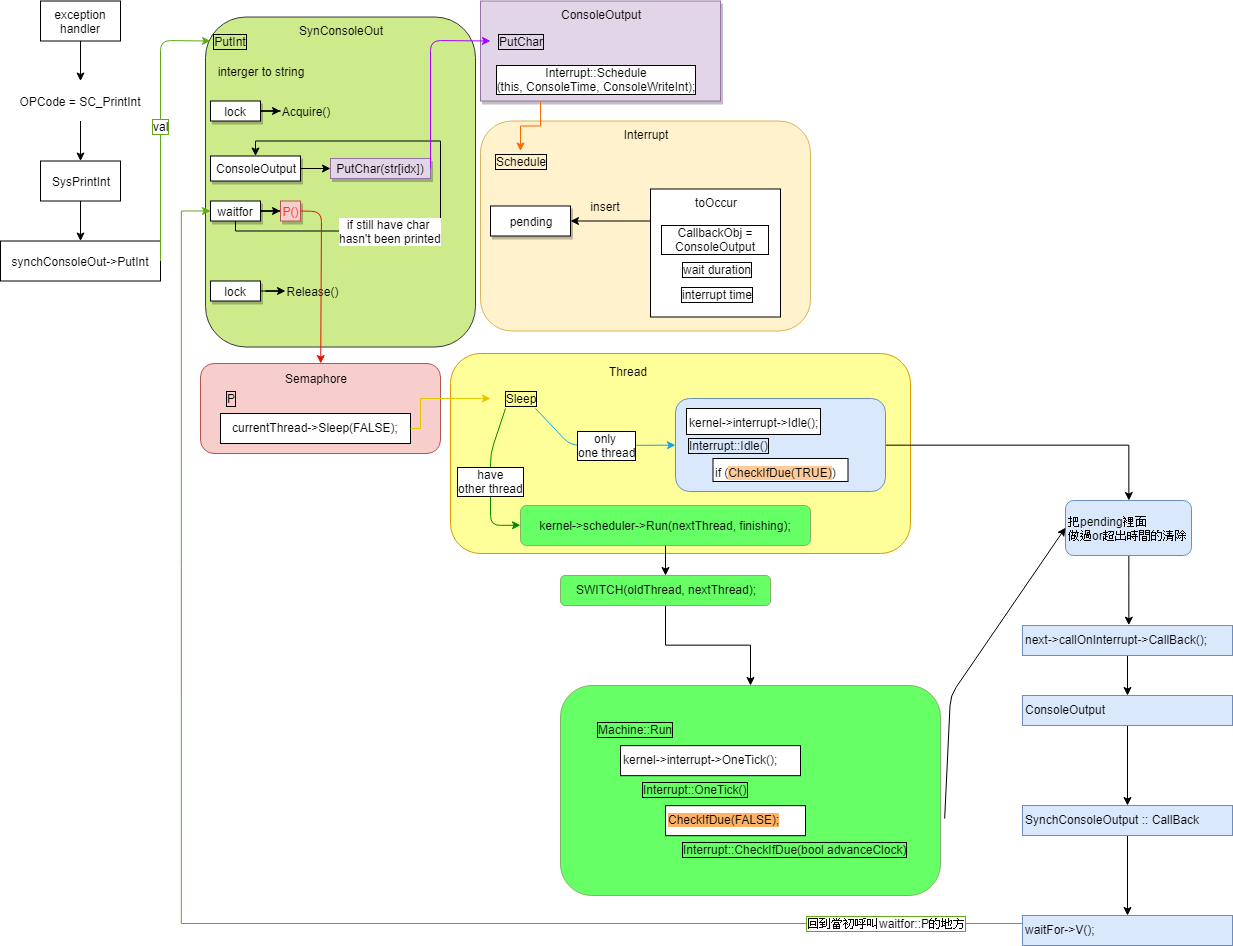 exception
handler
OPCode = SC_PrintInt
SysPrintInt
synchConsoleOut->PutInt
val
SynConsoleOut
PutInt
interger to string
lock
Acquire()
ConsoleOutput
PutChar(str[idx])
waitfor
P()
if still have char
hasn't been printed
lock
Release()
ConsoleOutput
PutChar
Interrupt::Schedule
(this, ConsoleTime, ConsoleWriteInt);
Interrupt
Schedule
pending
insert
toOccur
CallbackObj =
ConsoleOutput
wait duration
interrupt time
Semaphore
P
currentThread->Sleep(FALSE);
Thread
Sleep
only
one thread
have
other thread
kernel->interrupt->Idle();
Interrupt::Idle()
if (CheckIfDue(TRUE))
kernel->scheduler->Run(nextThread, finishing);
SWITCH(oldThread, nextThread);
Machine::Run
kernel->interrupt->OneTick();
Interrupt::OneTick()
CheckIfDue(FALSE);
Interrupt::CheckIfDue(bool advanceClock)
把pending裡面
做過or超出時間的清除
next->callOnInterrupt->CallBack();
ConsoleOutput
SynchConsoleOutput :: CallBack
waitFor->V();
回到當初呼叫waitfor::P的地方